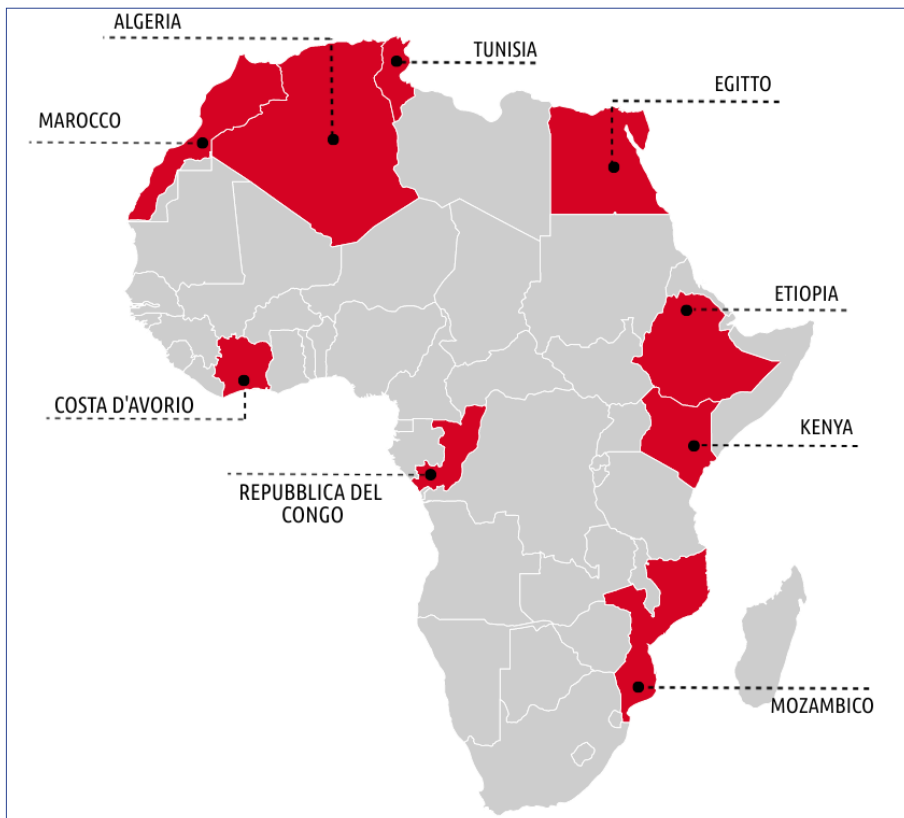 ALGERIA
TUNISIA
EGITTO
MAROCCO
ETIOPIA
COSTA D'AVORIO
KENYA
REPUBBLICA DEL
CONGO
MOZAMBICO